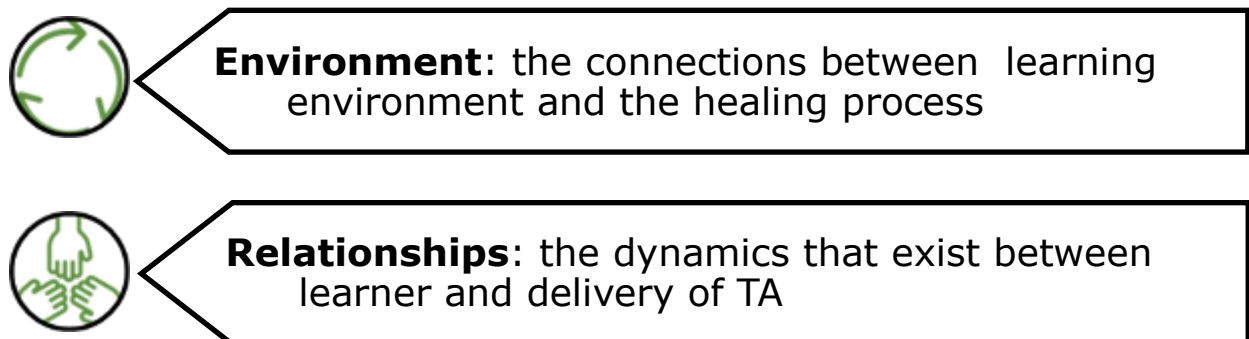 Environment: the connections between  learning
environment and the healing process
Relationships: the dynamics that exist between
learner and delivery of TA